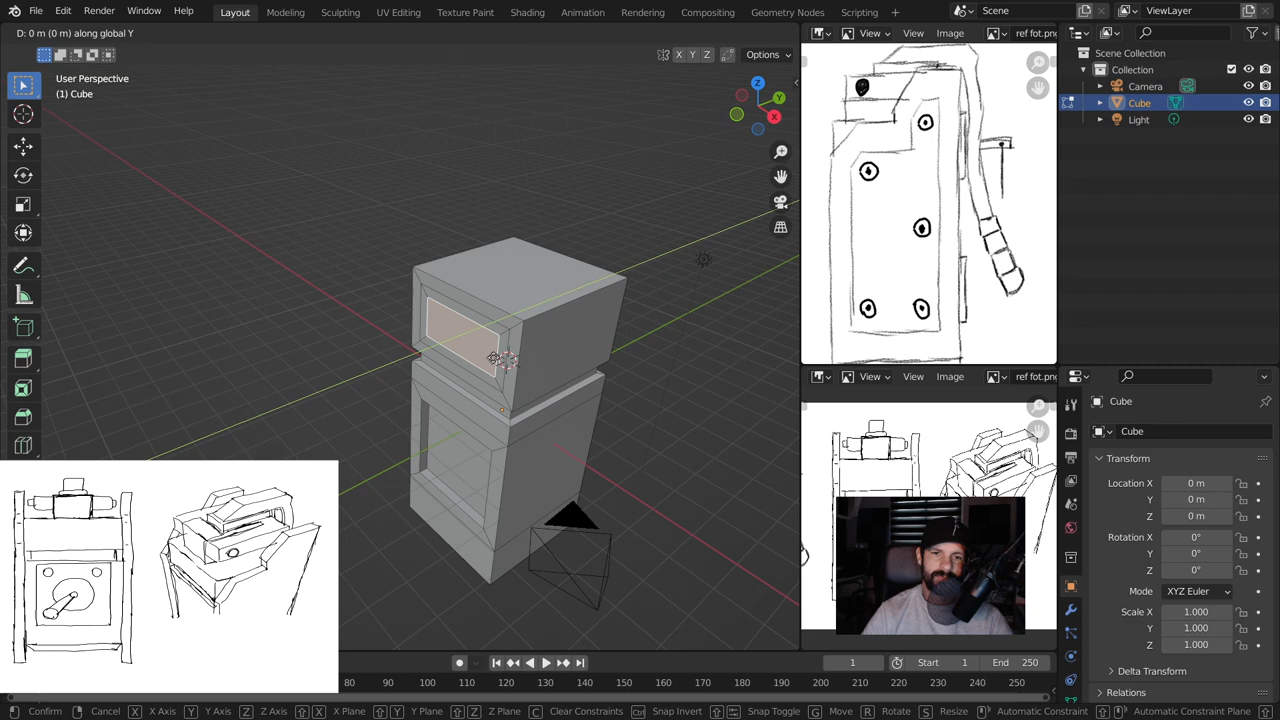 File Edit Render Window Help Layout Modeling Sculpting UV Editing Texture Paint Shading Animation Rendering Compositing Geometry Nodes Scripting Scene ViewLayer
D: 0 m (0 m) along global Y
X Y Z Options
User Perspective
(1) Cube
Z
Y
X
View View Image ref fot.pn
View View Image ref fot.png
Scene Collection
Collection
Camera
Cube
Light
Cube
Cube
Transform
Location X 0 m
Y 0 m
Z 0 m
Rotation X 0°
Y 0°
Z 0°
Mode XYZ Euler
Scale X 1.000
Y 1.000
Z 1.000
Delta Transform
Relations
1 Start 1 End 250
80 90 100 110 120 130 140 150 160 170 180 190 200 210 220 230 240 250
Confirm Cancel X X Axis Y Y Axis Z Z Axis X X Plane Y Y Plane Z Z Plane C Clear Constraints Ctrl Snap Invert Snap Toggle G Move R Rotate S Resize Automatic Constraint Automatic Constraint Plane